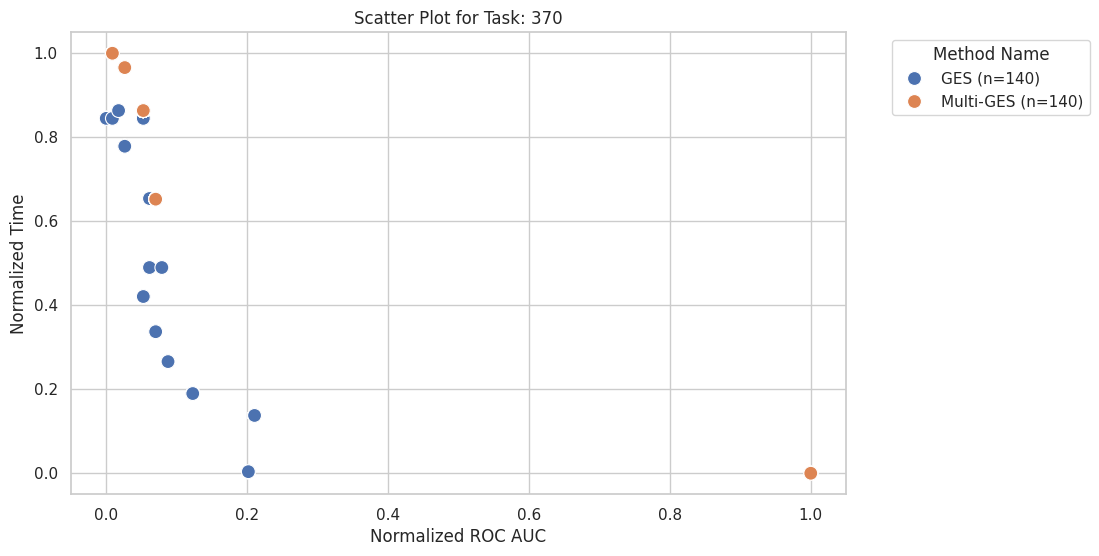 Scatter Plot for Task: 370
Method Name
GES (n=140)
Multi-GES (n=140)
Normalized Time
1.0
0.8
0.6
0.4
0.2
0.0
0.0 0.2 0.4 0.6 0.8 1.0
Normalized ROC AUC